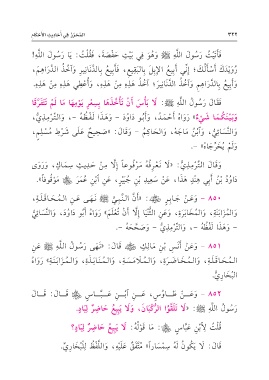 ٣٢٢ المحرر في أحاديث الأحكام
فَأَتَيْتُ رَسُولَ اللَّهِ ﷺ وَهُوَ فِي بَيْتِ حَفْصَةَ، فَقُلْتُ: يَا رَسُولَ اللَّهِ!
رُوَيْدَكَ أَسْأَلُكَ؛ إِنِّي أَبِيعُ الإِبِلَ بِالبَقِيعِ، فَأَبِيعُ بِالدَّنَانِيرِ وَآخُذُ الدَّرَاهِمَ،
وَأَبِيعُ بِالدَّرَاهِمِ وَآخُذُ الدَّنَانِيرَ، آخُذُ هَذِهِ مِنْ هَذِهِ، وَأُعْطِي هَذِهِ مِنْ هَذِهِ.
فَقَالَ رَسُولُ اللَّهِ ﷺ: «لَا بَأْسَ أَنْ تَأْخُذَهَا بِسِعْرِ يَوْمِهَا مَا لَمْ تَفْتَرِقَا
وَبَيْنَكُمَا شَيْءٌ» رَوَاهُ أَحْمَدُ، وَأَبُو دَاوُدَ - وَهَذَا لَفْظُهُ -، وَالتِّرْمِذِيُّ،
وَالنَّسَائِيُّ، وَابْنُ مَاجَهْ، وَالحَاكِمُ - وَقَالَ: «صَحِيحٌ عَلَى شَرْطِ مُسْلِمٍ،
وَلَمْ يُخْرِجَاهُ» -.
وَقَالَ التِّرْمِذِيُّ: «لَا نَعْرِفُهُ مَرْفُوعاً إِلَّا مِنْ حَدِيثِ سِمَاكٍ، وَرَوَى
دَاوُدُ بْنُ أَبِي هِنْدٍ هَذَا، عَنْ سَعِيدِ بْنِ جُبَيْرٍ، عَنِ ابْنِ عُمَرَ مَوْقُوفاً».
٨٥٠ - وَعَنْ جَابِرٍ: «أَنَّ النَّبِيَّ ﷺ نَهَى عَنِ المُحَاقَلَةِ،
وَالمُزَابَنَةِ، وَالمُخَابَرَةِ، وَعَنِ الثُّنْيَا إِلَّا أَنْ تُعْلَمَ» رَوَاهُ أَبُو دَاوُدَ، وَالنَّسَائِيُّ
- وَهَذَا لَفْظُهُ -، وَالتِّرْمِذِيُّ - وَصَحَّحَهُ -.
٨٥١ - وَعَنْ أَنَسِ بْنِ مَالِكٍ قَالَ: «نَهَى رَسُولُ اللَّهِ ﷺ عَنِ
المُحَاقَلَةِ، وَالمُخَاضَرَةِ، وَالمُلَامَسَةِ، وَالمُنَابَذَةِ، وَالمُزَابَنَةِ» رَوَاهُ
البُخَارِيُّ.
٨٥٢ - وَعَنْ طَاوُسٍ، عَنِ ابْنِ عَبَّاسٍ قَالَ: قَالَ
رَسُولُ اللَّهِ ﷺ: «لَا تَلَقَّوُا الرُّكْبَانَ، وَلَا يَبِيعُ حَاضِرٌ لِبَادٍ».
قُلْتُ لِابْنِ عَبَّاسٍ: مَا قَوْلُهُ: لَا يَبِيعُ حَاضِرٌ لِبَادٍ؟
قَالَ: لَا يَكُونُ لَهُ سِمْسَاراً» مُتَّفَقٌ عَلَيْهِ، وَاللَّفْظُ لِلْبُخَارِيِّ.